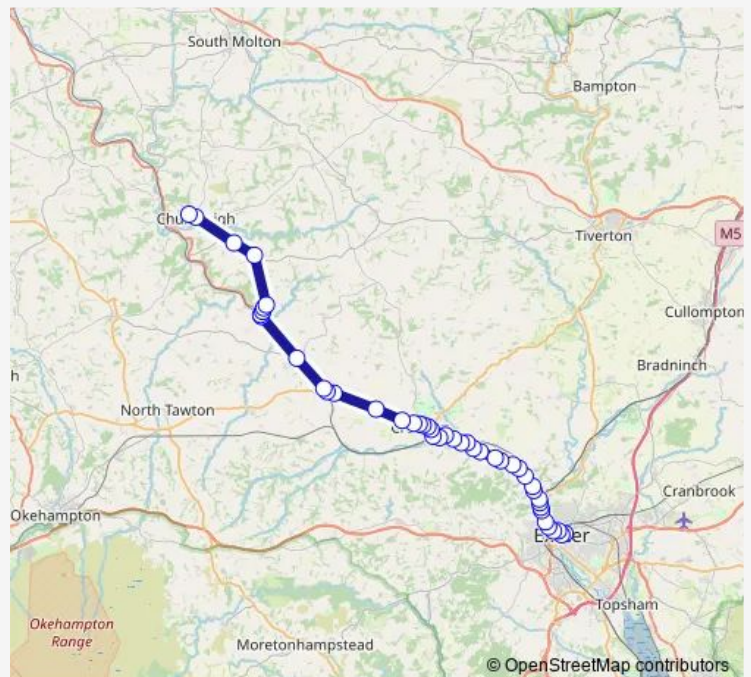 South Molton
Bampton
Tiverton
M5
Cullompton
Bradninch
h
North Tawton
Cranbrook
Okehampton
Topsham
Okehampton
Range
Moretonhampstead
© OpenStreetMap contributors